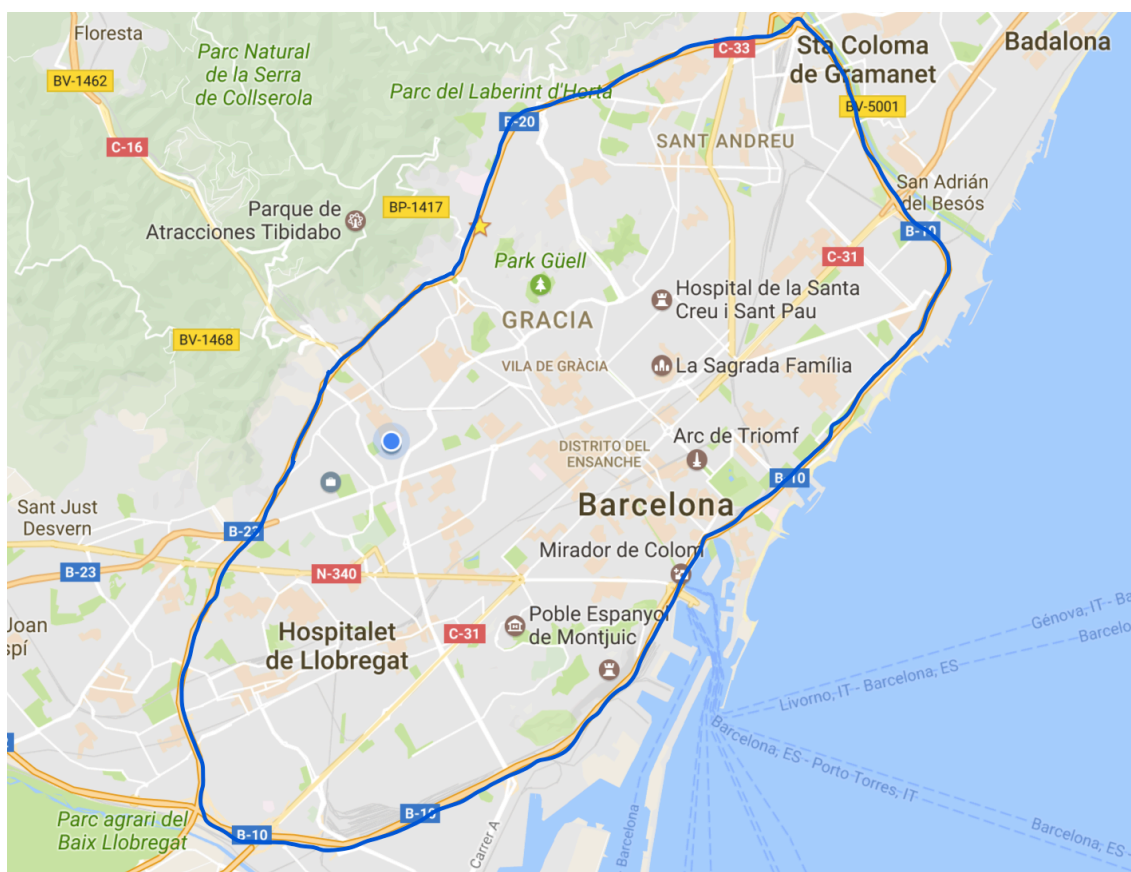 Floresta
Parc Natural
de la Serra
de Collserola
BV-1462
C-33
Sta Coloma
de Gramanet
Badalona
Parc del Laberint d'Horta
B-20
BV-5001
C-16
SANT ANDREU
San Adrián
del Besós
Parque de
Atracciones Tibidabo
BP-1417
B-10
C-31
Park Güell
Hospital de la Santa
Creu i Sant Pau
GRACIA
BV-1468
VILA DE GRÀCIA
La Sagrada Família
Arc de Triomf
DISTRITO DEL
ENSANCHE
B-10
Sant Just
Desvern
Barcelona
B-23
Mirador de Colom
B-23
N-340
Joan
spí
Hospitalet
de Llobregat
C-31
Poble Espanyol
de Montjuic
Génova, IT - Ba
Barcelo
Livorno, IT - Barcelona, ES
Barcelona, ES - Porto Torres, IT
Parc agrari del
Baix Llobregat
B-10
B-10
Carrer A
Barcelona
Barcelona, ES -